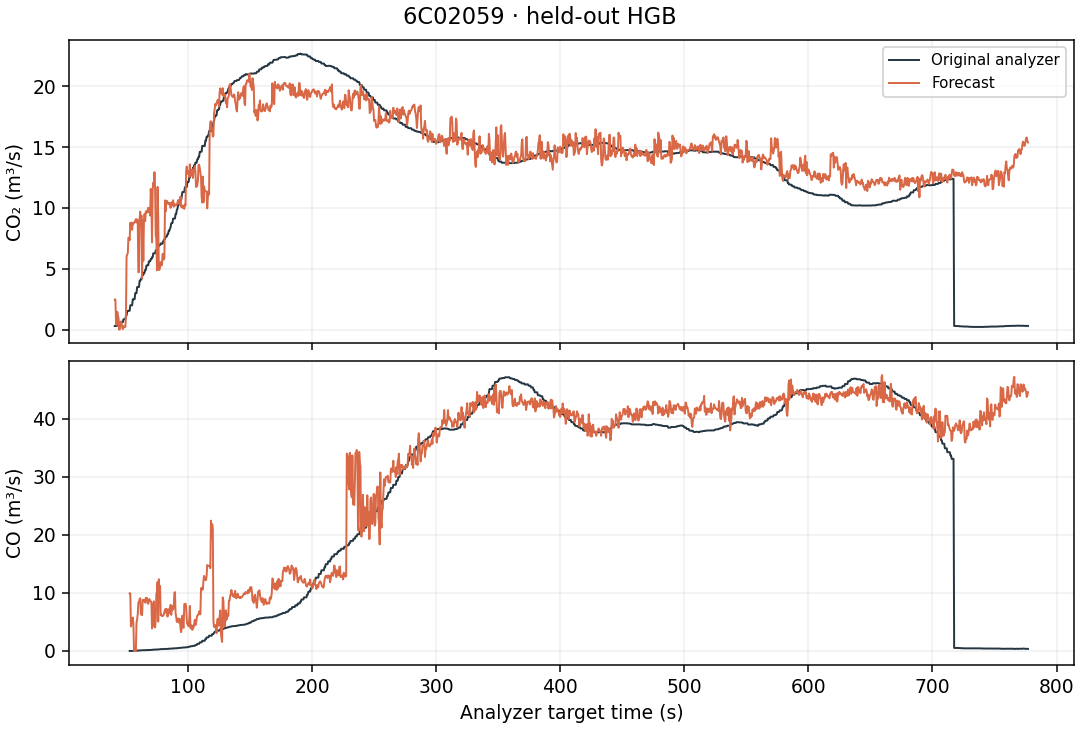 6C02059 · held-out HGB
CO₂ (m³/s)
20
15
10
5
0
Original analyzer
Forecast
CO (m³/s)
40
30
20
10
0
100 200 300 400 500 600 700 800
Analyzer target time (s)